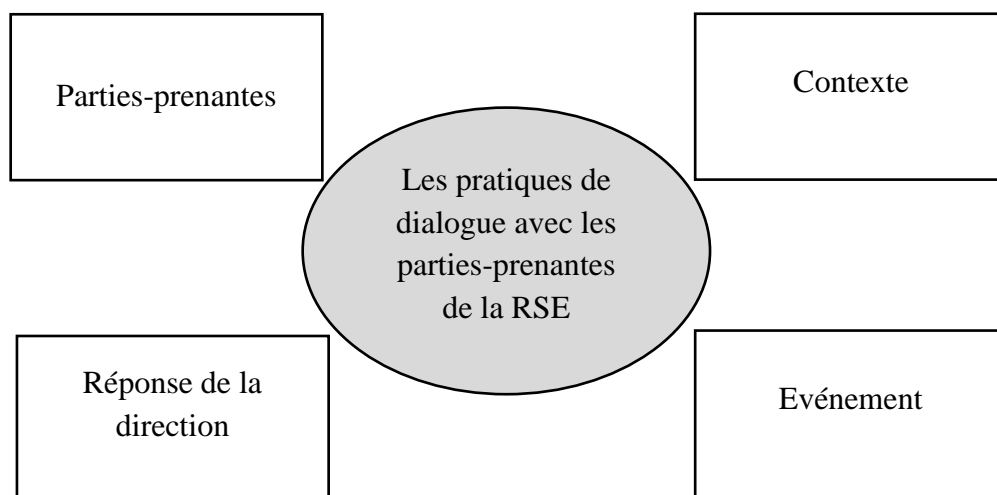 Parties-prenantes
Contexte
Les pratiques de
dialogue avec les
parties-prenantes
de la RSE
Réponse de la
direction
Evénement